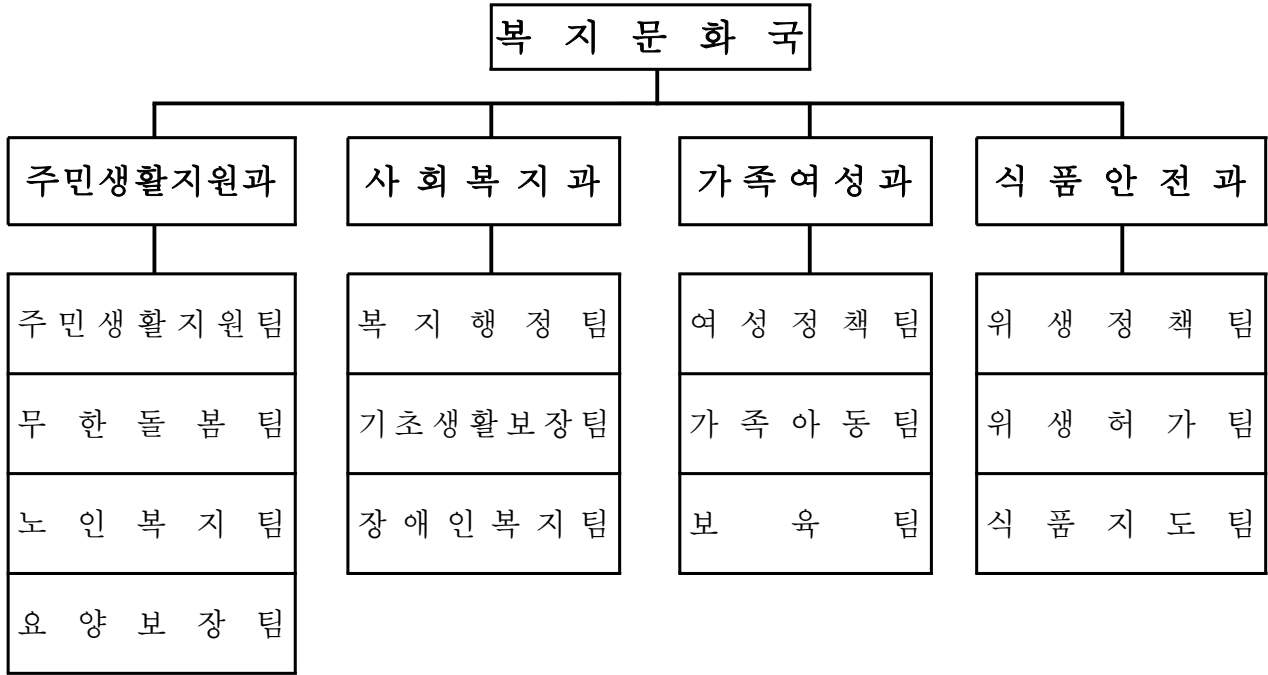 복지문화국
주민생활지원과
사회복지과
가족여성과
식품안전과
주민생활지원팀
복지행정팀
여성정책팀
위생정책팀
무한돌봄팀
기초생활보장팀
가족아동팀
위생허가팀
노인복지팀
장애인복지팀
보육팀
식품지도팀
요양보장팀